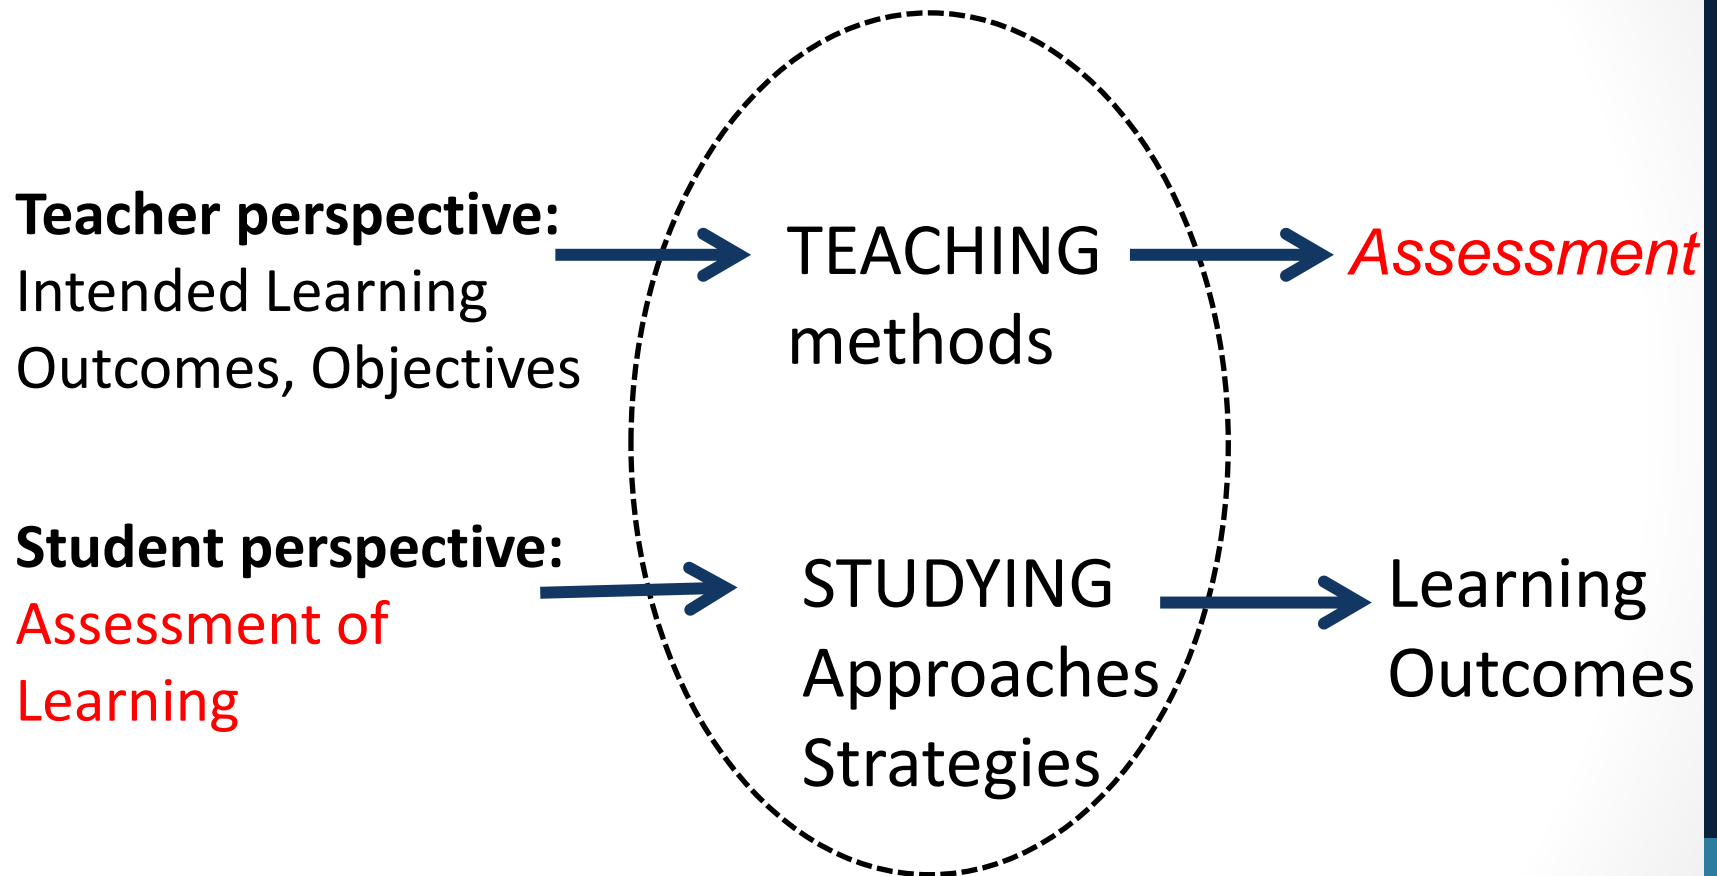 Teacher perspective:
Intended Learning
Outcomes, Objectives
TEACHING
methods
Assessment
Student perspective:
Assessment of
Learning
STUDYING
Approaches
Strategies
Learning
Outcomes